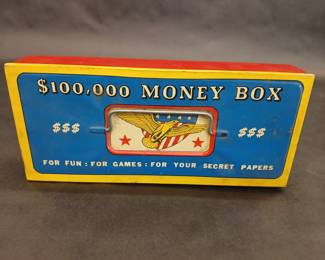 $100,000 MONEY BOX
$$$ $$$
FOR FUN : FOR GAMES : FOR YOUR SECRET PAPERS